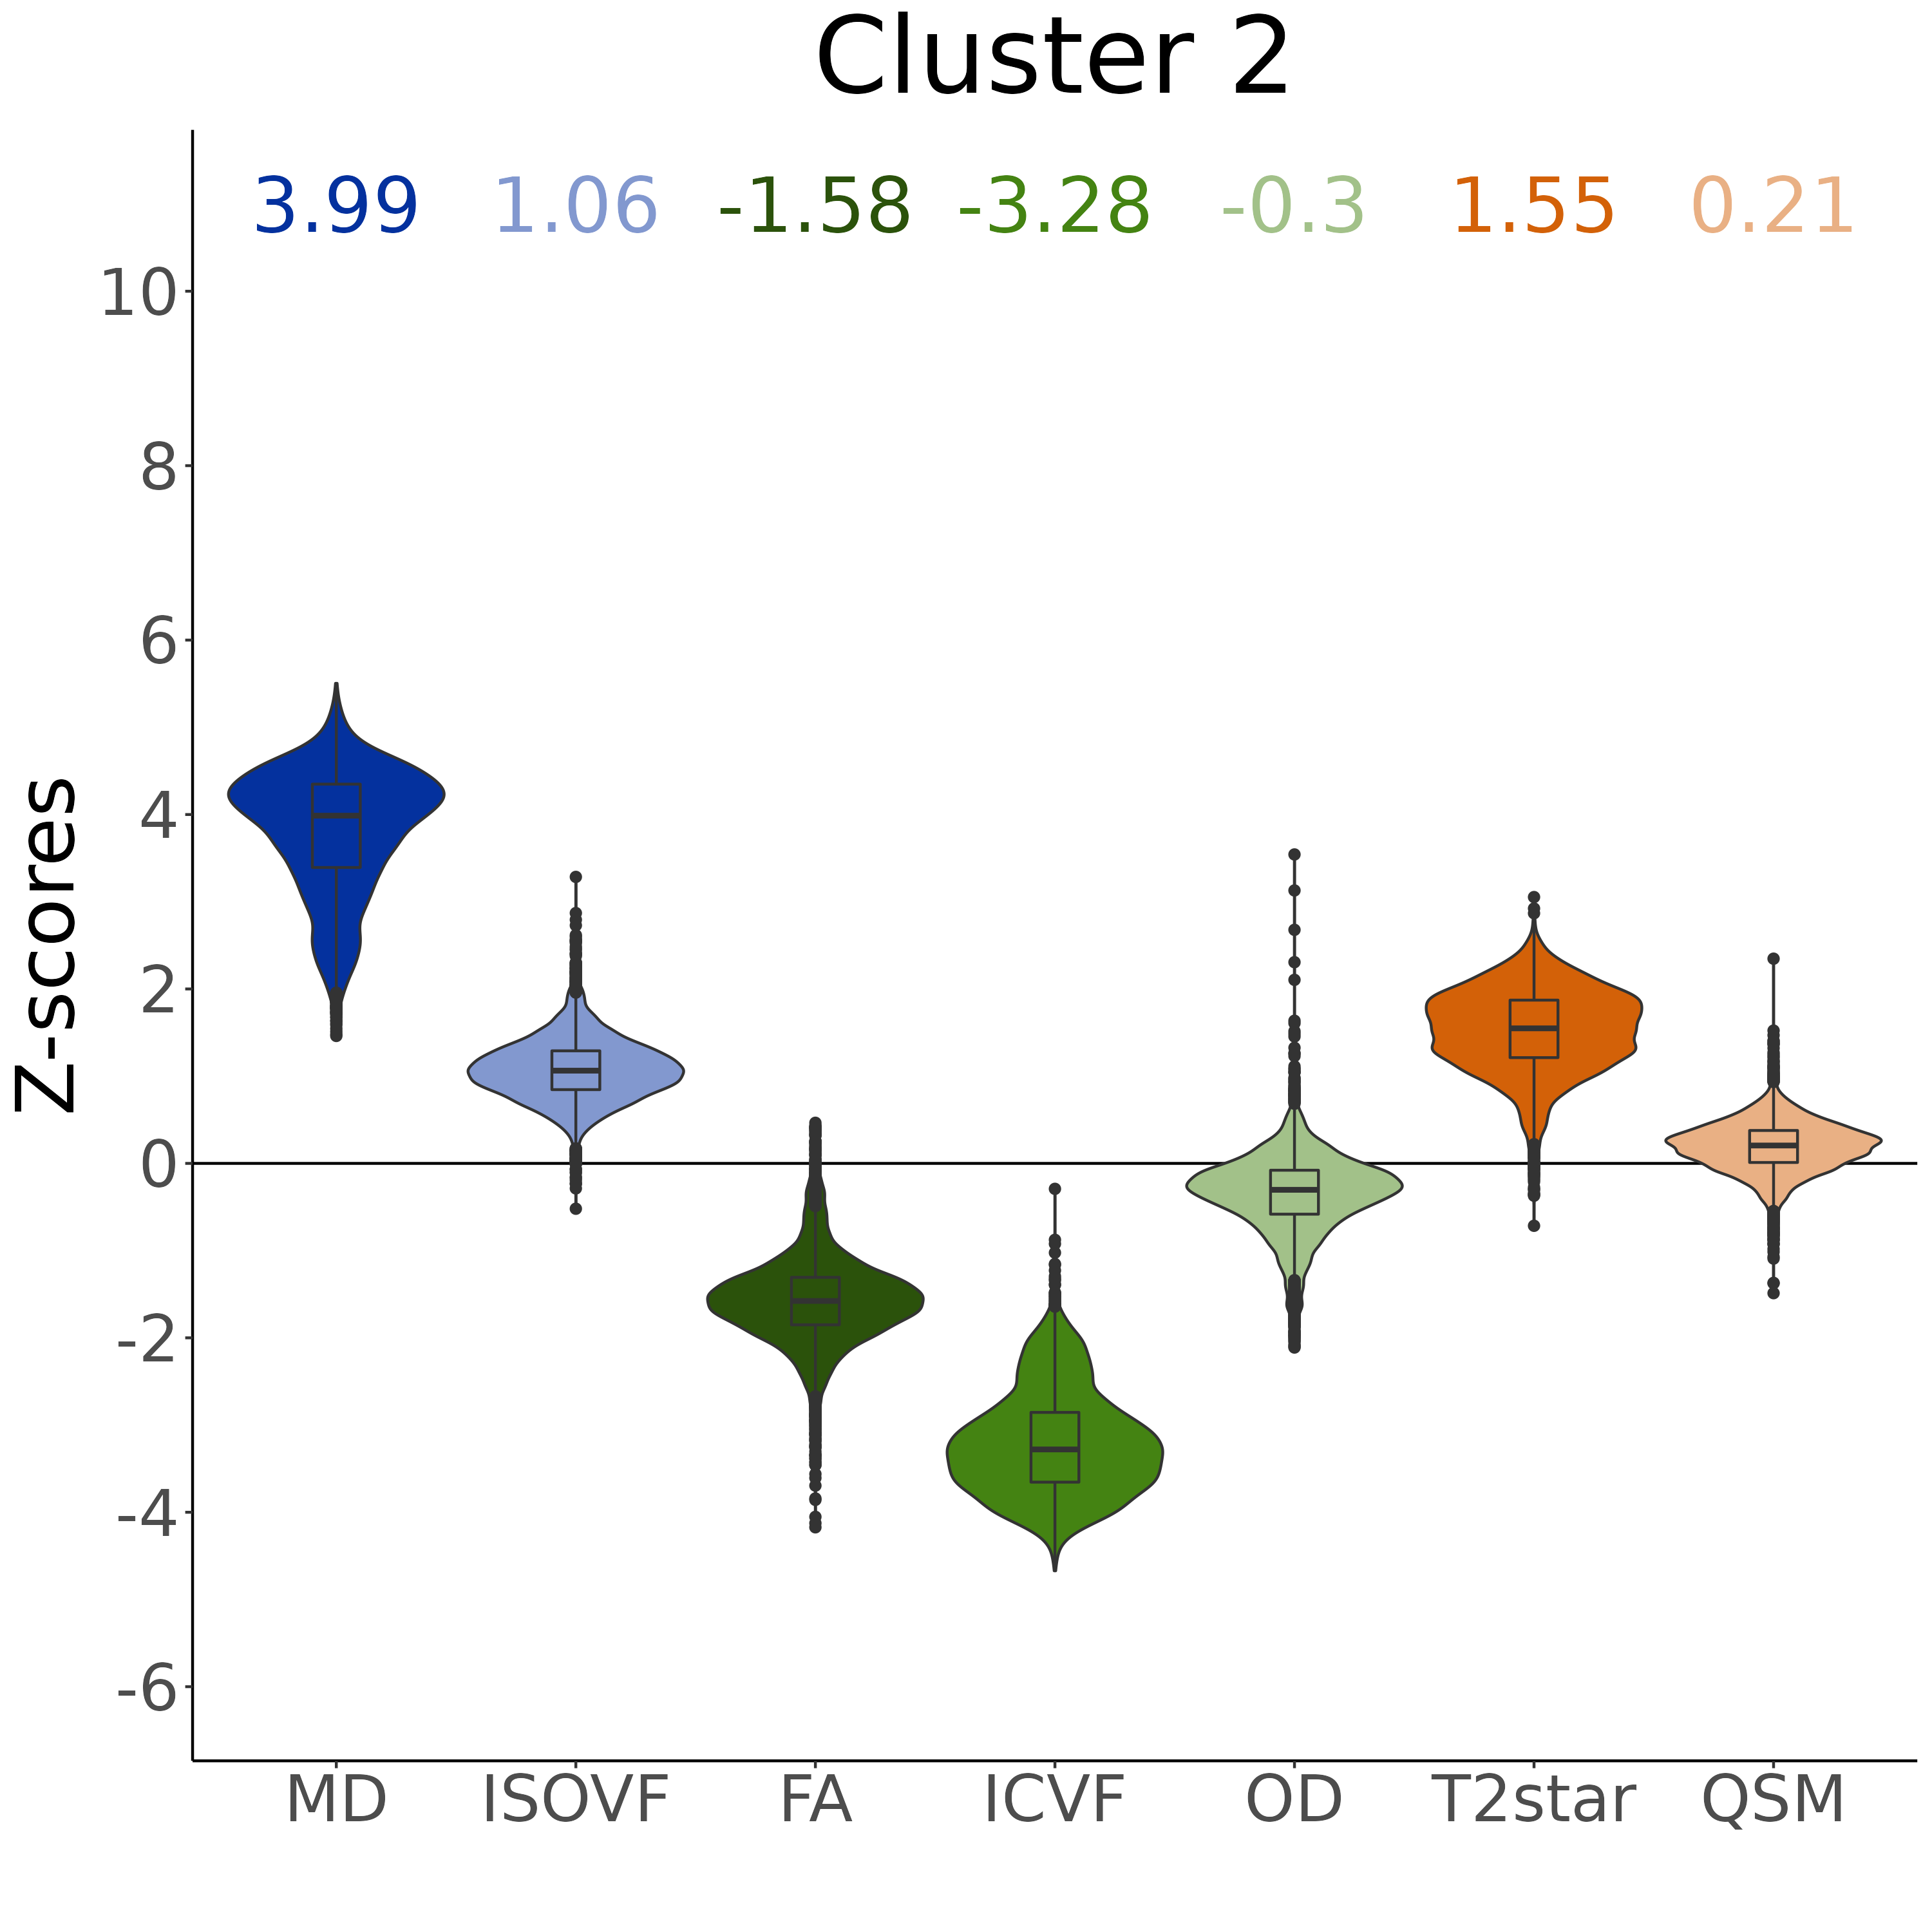 Cluster 2
3.99 1.06 -1.58 -3.28 -0.3 1.55 0.21
Z-scores
10
8
6
4
2
0
-2
-4
-6
MD ISOVF FA ICVF OD T2star QSM